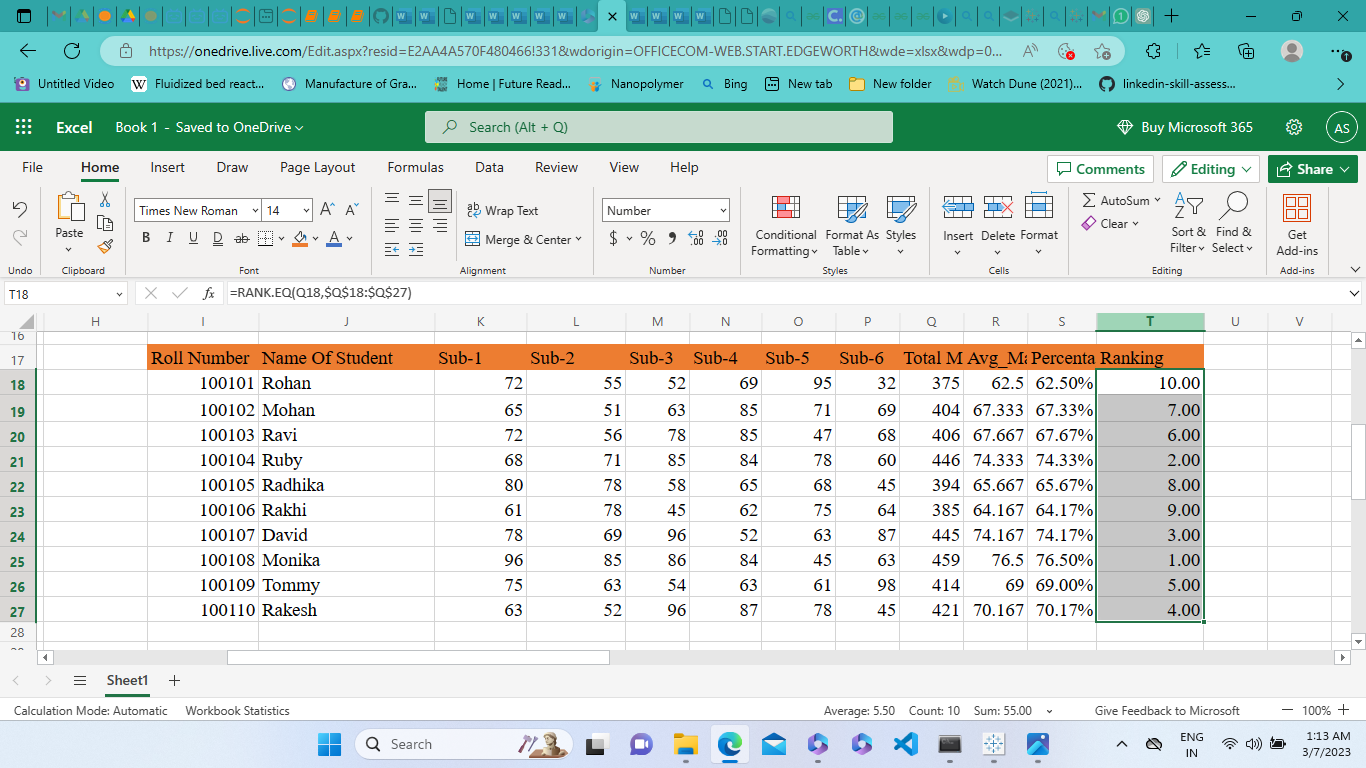 https://onedrive.live.com/Edit.aspx?resid=E2AA4A570F480466!331&wdorigin=OFFICECOM-WEB.START.EDGEWORTH&wde=xlsx&wdp=0...
Untitled Video Fluidized bed react... Manufacture of Gra... Home | Future Read... Nanopolymer Bing New tab New folder Watch Dune (2021)... linkedin-skill-assess...
Excel Book 1 - Saved to OneDrive Search (Alt + Q) Buy Microsoft 365 AS
File Home Insert Draw Page Layout Formulas Data Review View Help Comments Editing Share
Times New Roman 14 Wrap Text Number AutoSum
Paste B I U D ab A Merge & Center $ % Conditional Formatting Format As Table Styles Insert Delete Format Clear Sort & Filter Find & Select Get Add-ins
Undo Clipboard Font Alignment Number Styles Cells Editing Add-ins
T18 fx =RANK.EQ(Q18,$Q$18:$Q$27)
H I J K L M N O P Q R S T U V
16
17 Roll Number Name Of Student Sub-1 Sub-2 Sub-3 Sub-4 Sub-5 Sub-6 Total M Avg_Ma Percenta Ranking
18 100101 Rohan 72 55 52 69 95 32 375 62.5 62.50% 10.00
19 100102 Mohan 65 51 63 85 71 69 404 67.333 67.33% 7.00
20 100103 Ravi 72 56 78 85 47 68 406 67.667 67.67% 6.00
21 100104 Ruby 68 71 85 84 78 60 446 74.333 74.33% 2.00
22 100105 Radhika 80 78 58 65 68 45 394 65.667 65.67% 8.00
23 100106 Rakhi 61 78 45 62 75 64 385 64.167 64.17% 9.00
24 100107 David 78 69 96 52 63 87 445 74.167 74.17% 3.00
25 100108 Monika 96 85 86 84 45 63 459 76.5 76.50% 1.00
26 100109 Tommy 75 63 54 63 61 98 414 69 69.00% 5.00
27 100110 Rakesh 63 52 96 87 78 45 421 70.167 70.17% 4.00
28
Sheet1
Calculation Mode: Automatic Workbook Statistics Average: 5.50 Count: 10 Sum: 55.00 Give Feedback to Microsoft 100%
Search ENG IN 1:13 AM 3/7/2023